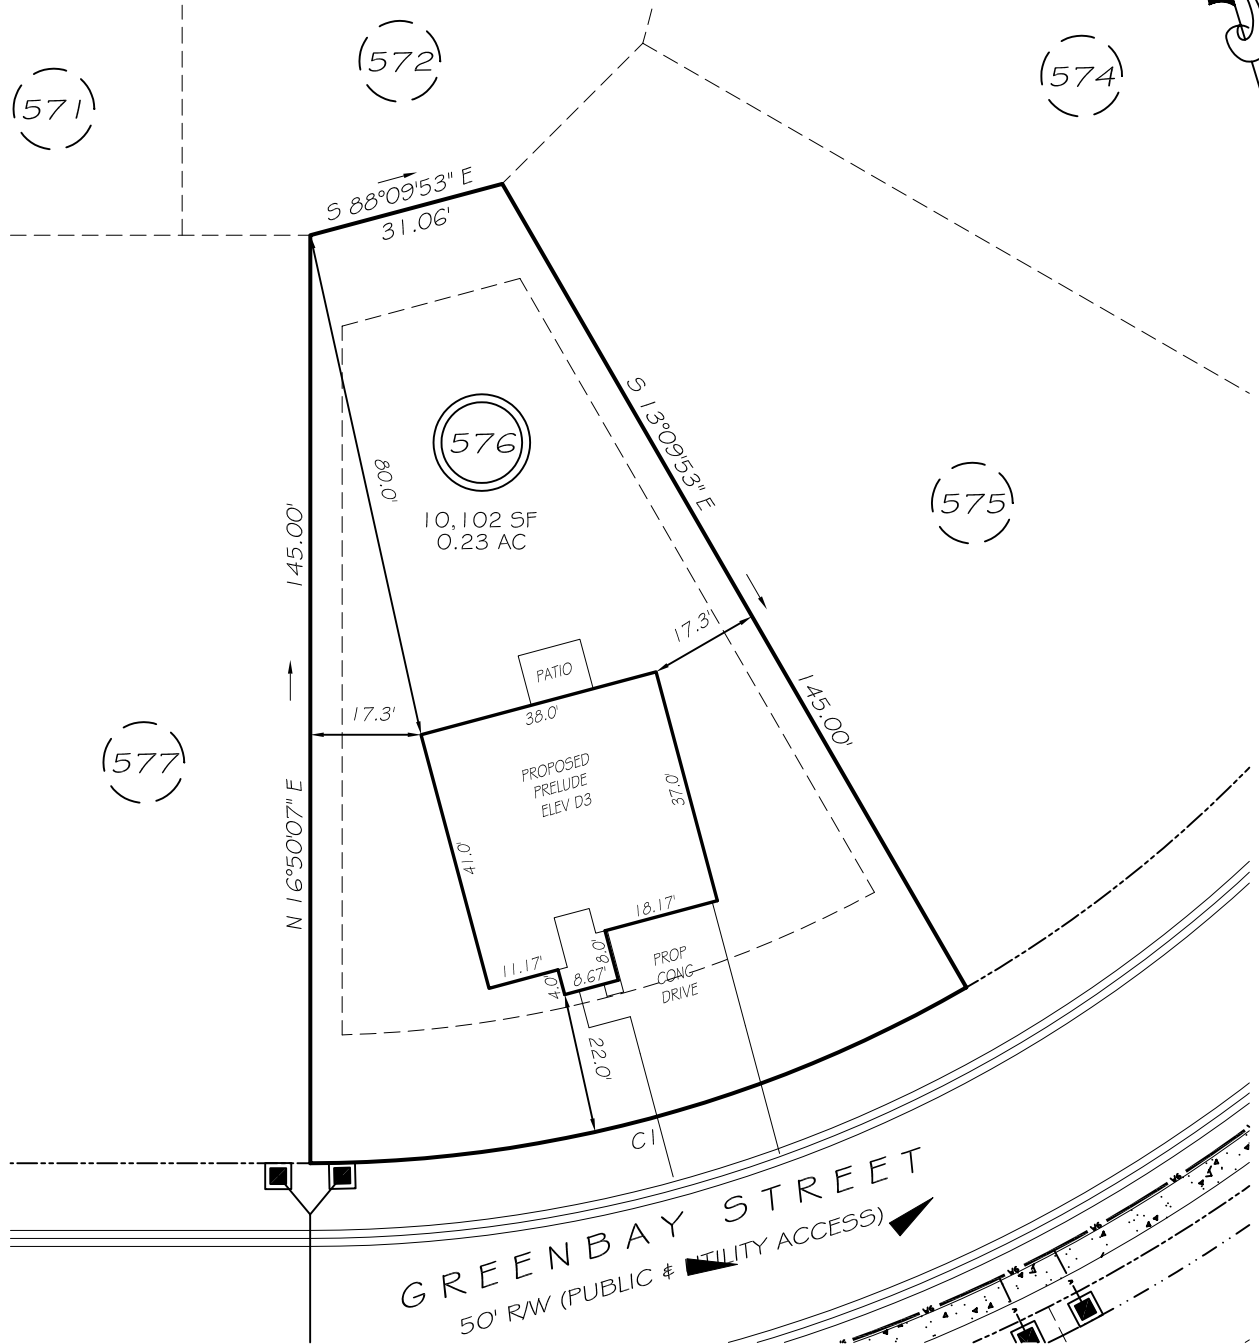 572
574
571
S 88°09'53" E
31.06'
S 13°09'53" E
576
80.0'
10,102 SF
0.23 AC
575
145.00'
17.3'
PATIO
145.00'
17.3'
38.0'
577
PROPOSED
PRELUDE
ELEV D3
37.0'
N 16°50'07" E
41.0'
18.17'
PROP
CONC
DRIVE
8.0'
11.17'
8.67'
4.0'
22.0'
C1
GREENBAY STREET
50' R/W (PUBLIC & UTILITY ACCESS)